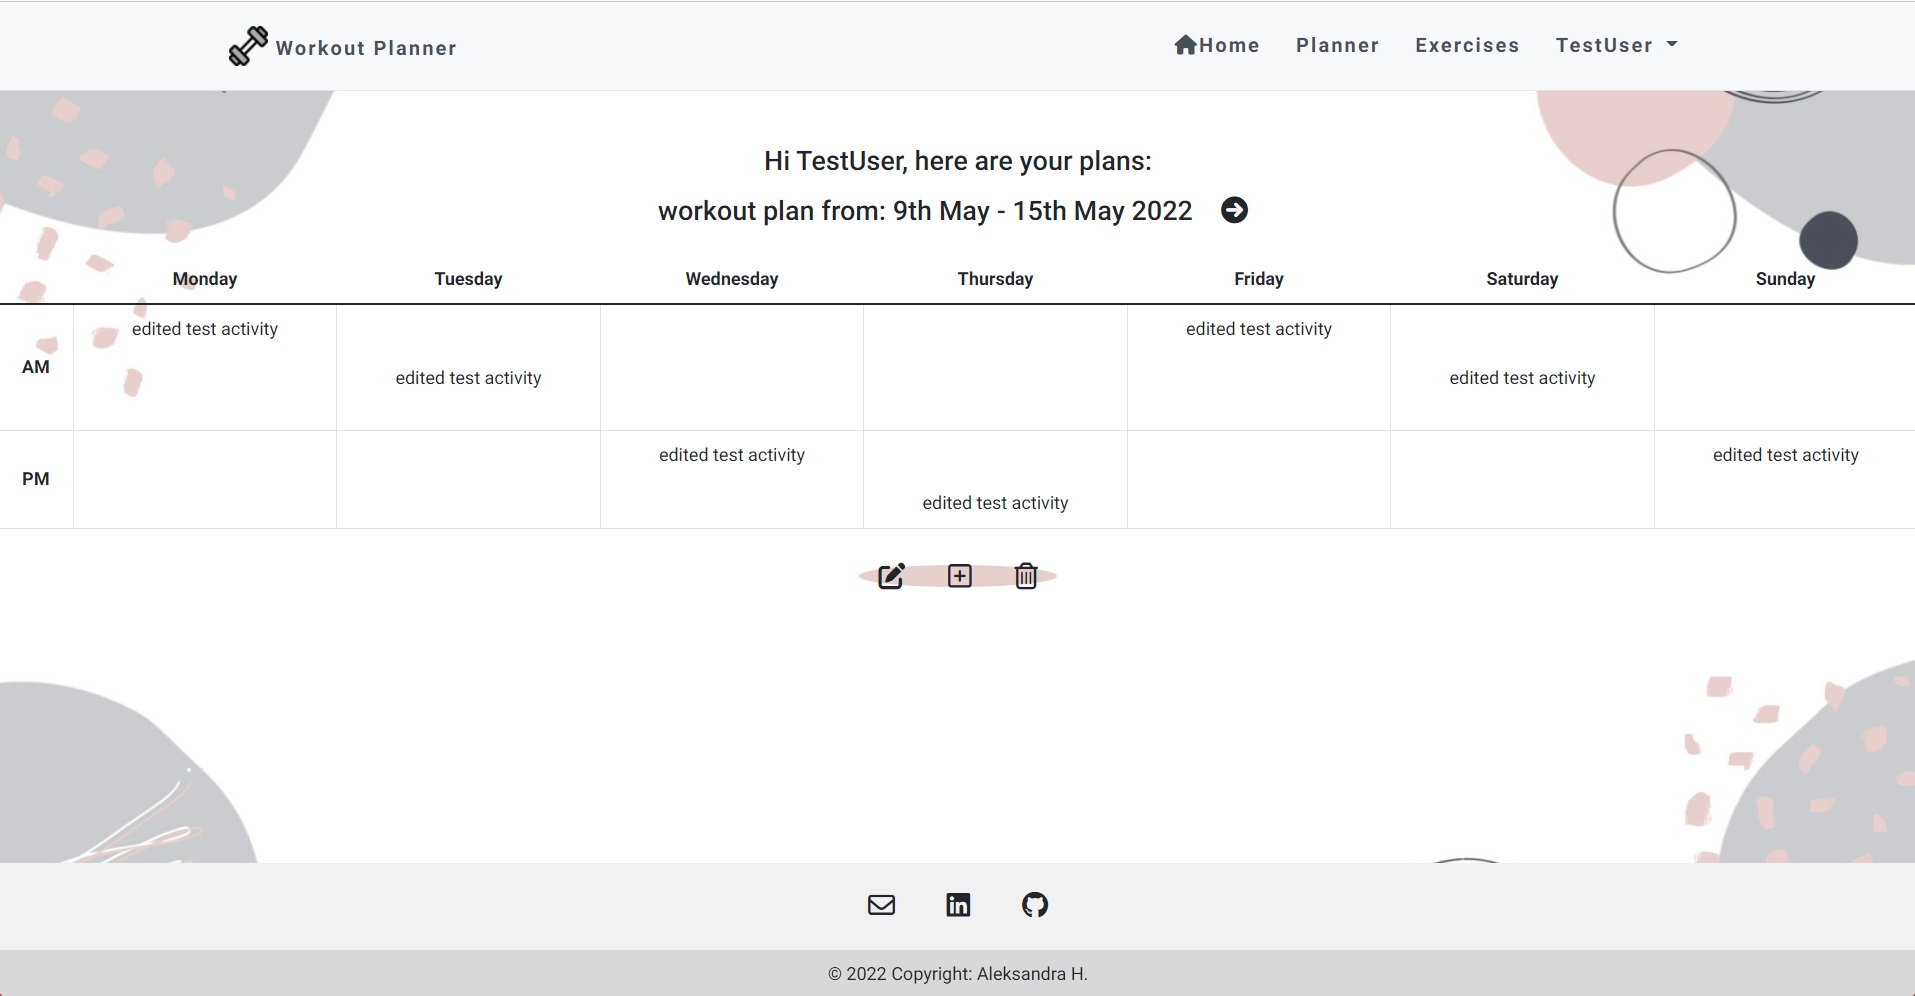 Workout Planner
Home Planner Exercises TestUser
Hi TestUser, here are your plans:
workout plan from: 9th May - 15th May 2022
Monday Tuesday Wednesday Thursday Friday Saturday Sunday
edited test activity edited test activity
AM
edited test activity edited test activity
edited test activity edited test activity
PM
edited test activity
in
© 2022 Copyright: Aleksandra H.